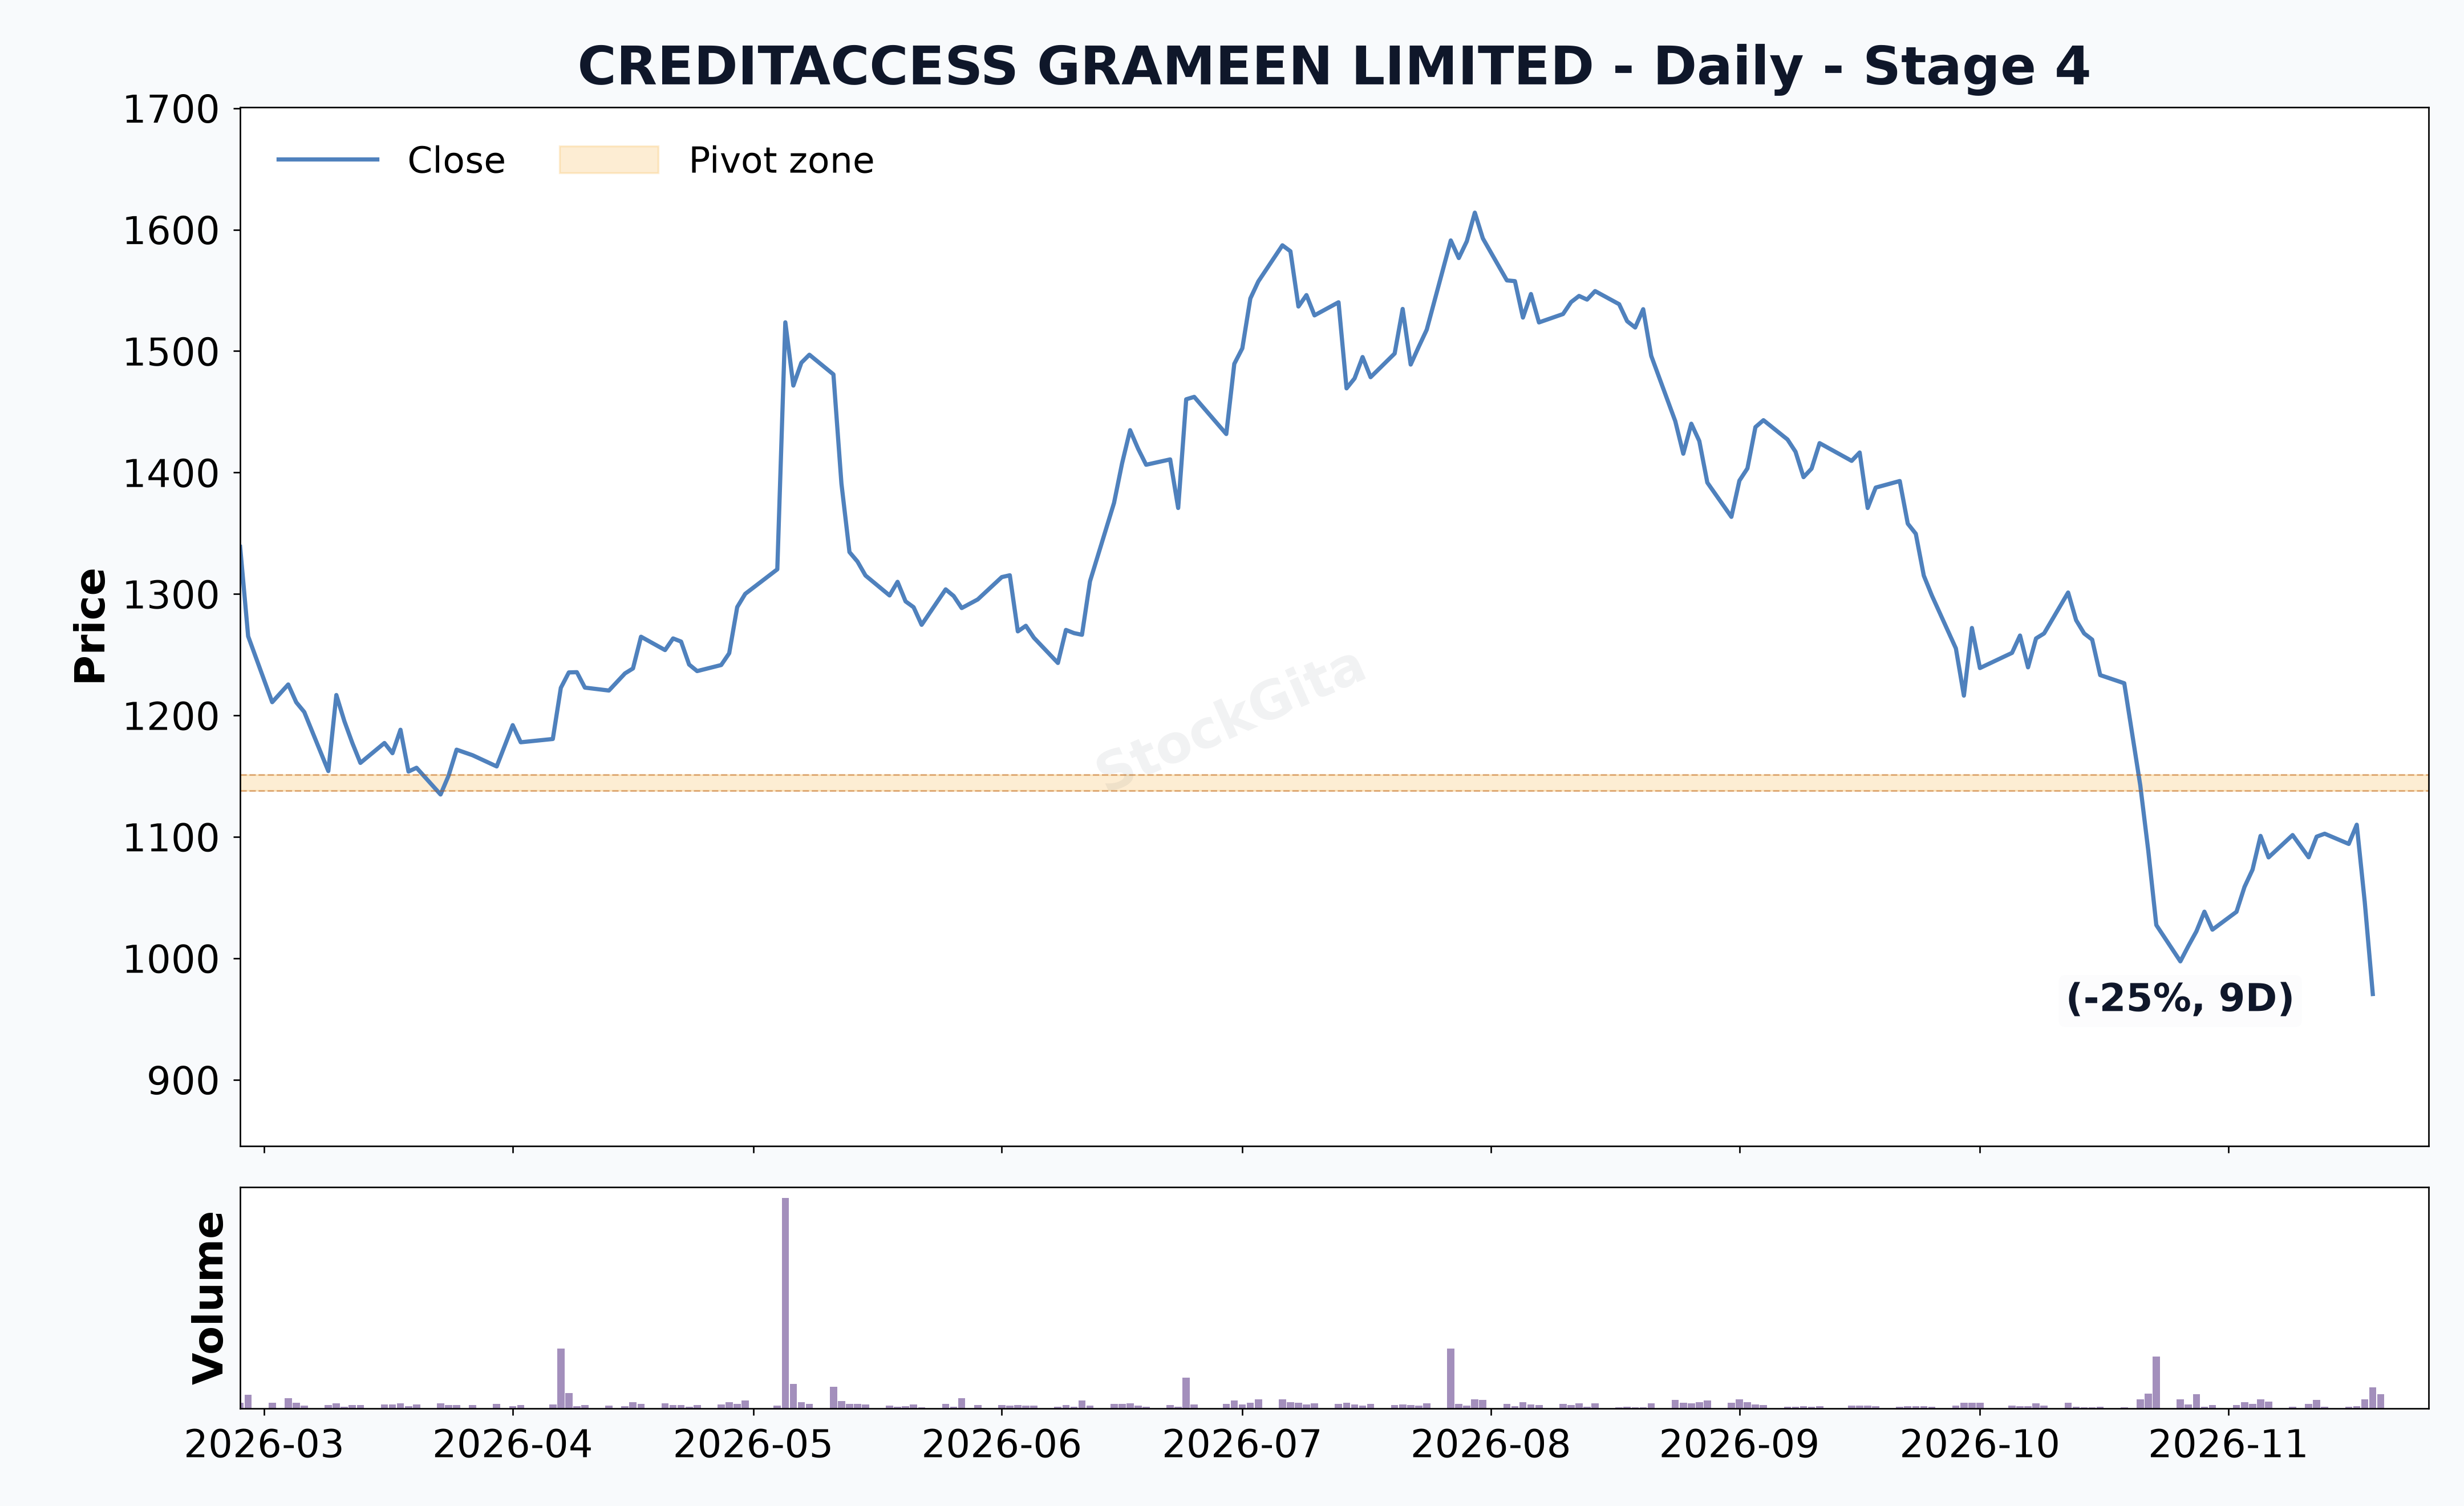 CREDITACCESS GRAMEEN LIMITED - Daily - Stage 4
1700
1600
1500
1400
1300
1200
1100
1000
900
Price
Close
Pivot zone
StockGita
(-25%, 9D)
Volume
2026-03
2026-04
2026-05
2026-06
2026-07
2026-08
2026-09
2026-10
2026-11